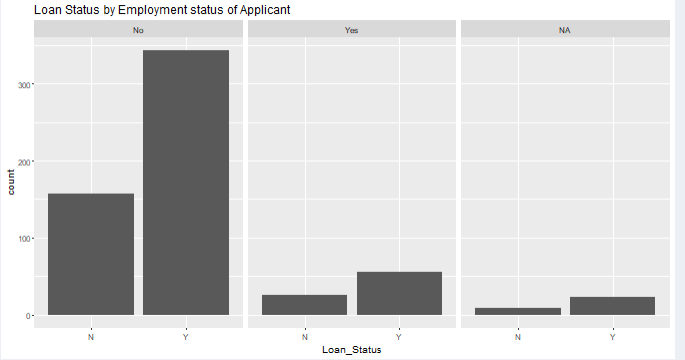 Loan Status by Employment status of Applicant
No Yes NA
300
200
100
0
count
N Y N Y N Y
Loan_Status